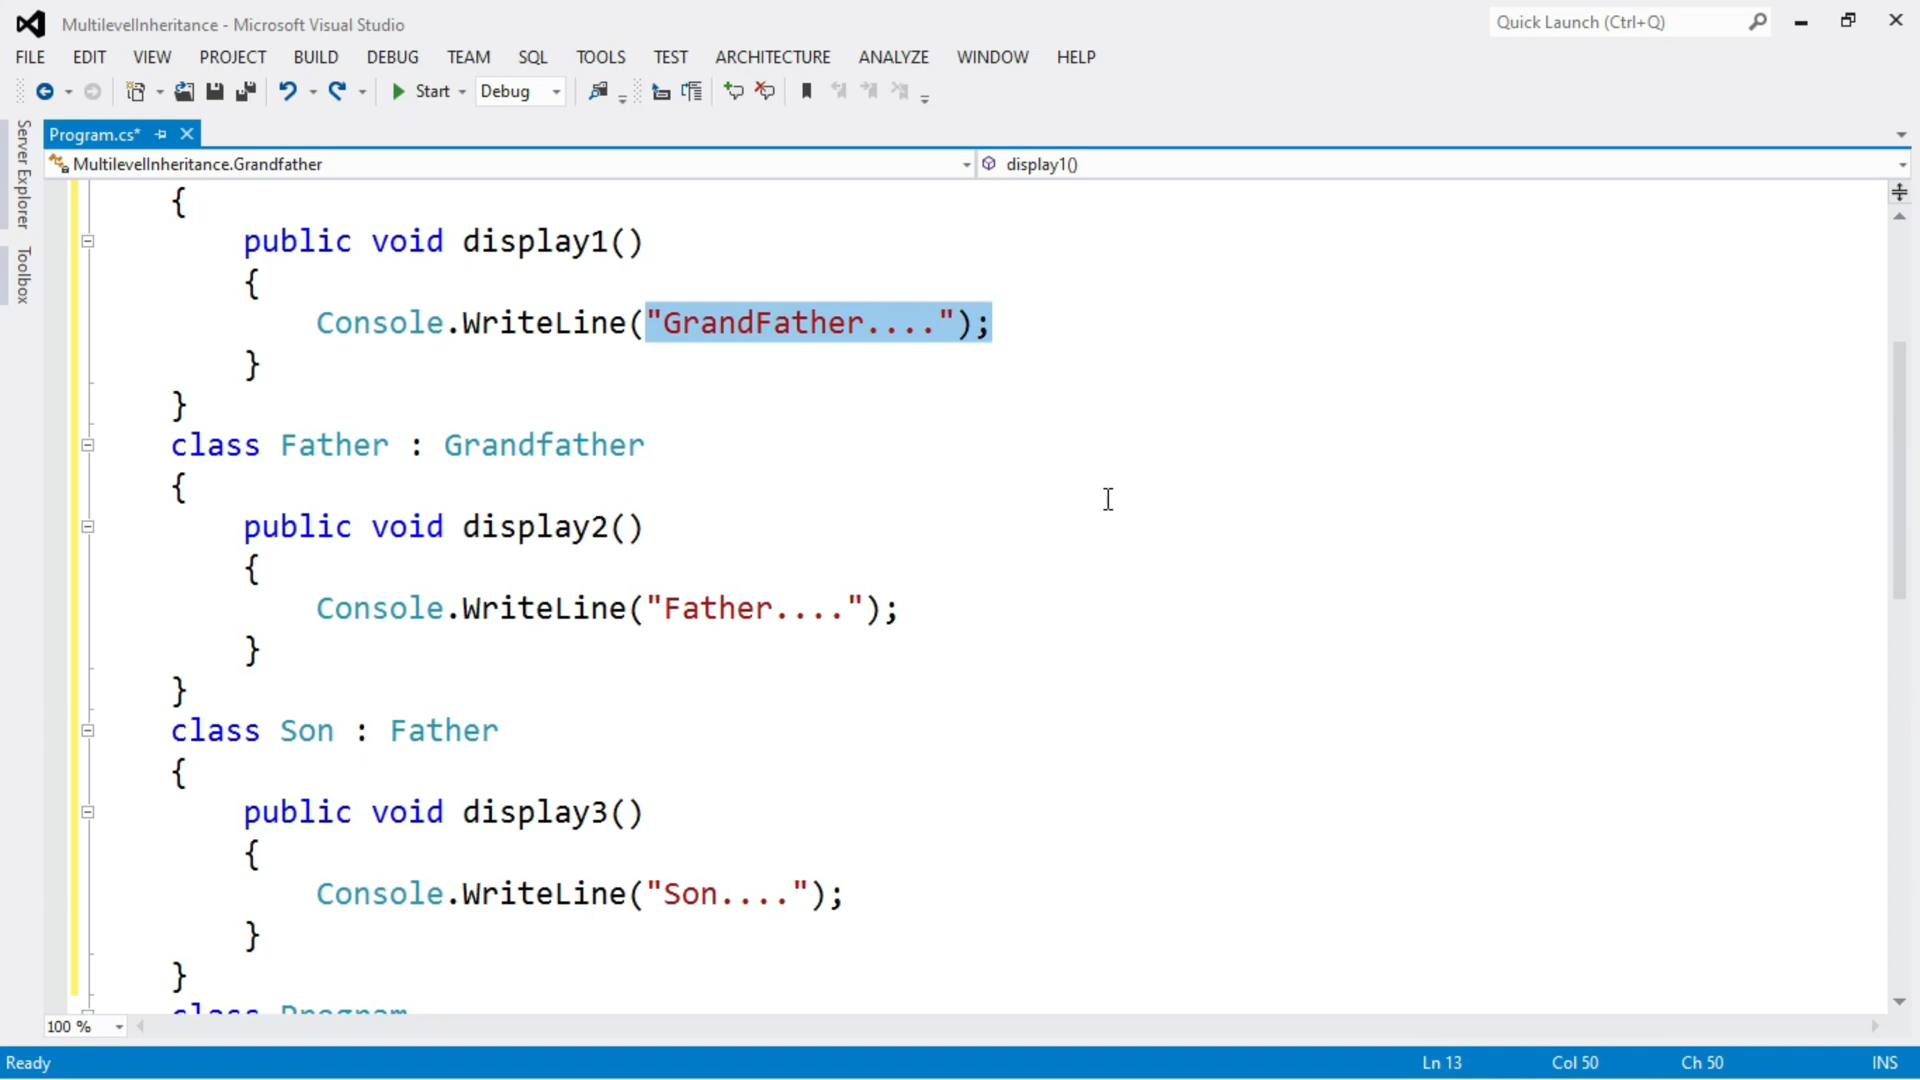 MultilevelInheritance - Microsoft Visual Studio
Quick Launch (Ctrl+Q)
FILE EDIT VIEW PROJECT BUILD DEBUG TEAM SQL TOOLS TEST ARCHITECTURE ANALYZE WINDOW HELP
Start Debug
Server Explorer
Toolbox
Program.cs*
MultilevelInheritance.Grandfather
display1()
{
public void display1()
{
Console.WriteLine("GrandFather....");
}
}
class Father : Grandfather
{
public void display2()
{
Console.WriteLine("Father....");
}
}
class Son : Father
{
public void display3()
{
Console.WriteLine("Son....");
}
}
class Program
100 %
Ready
Ln 13 Col 50 Ch 50 INS